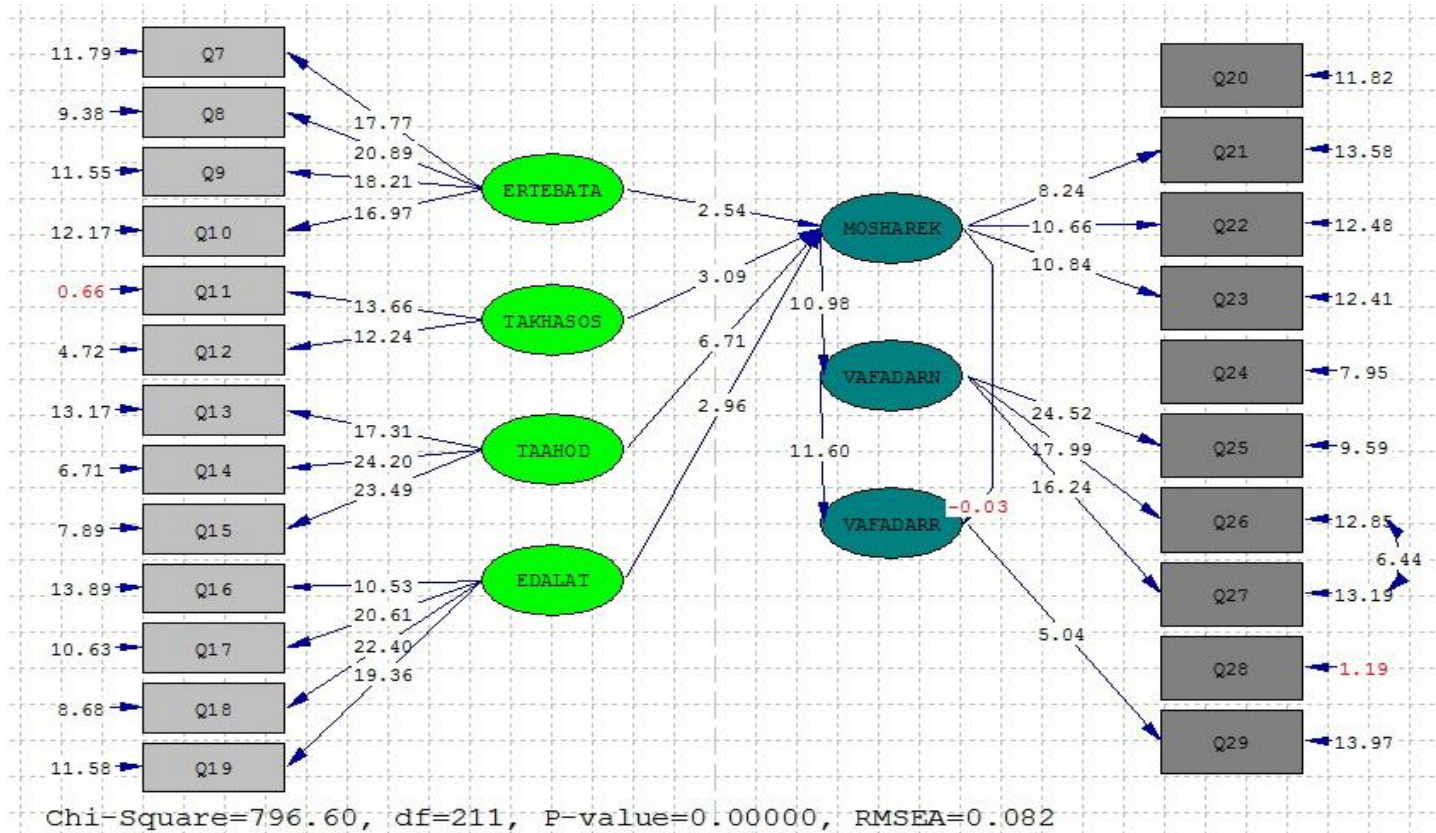 11.79 Q7
9.38 Q8
11.55 Q9
12.17 Q10
0.66 Q11
4.72 Q12
13.17 Q13
6.71 Q14
7.89 Q15
13.89 Q16
10.63 Q17
8.68 Q18
11.58 Q19
17.77
20.89
18.21
16.97
13.66
12.24
17.31
24.20
23.49
10.53
20.61
22.40
19.36
ERTEBATA
TAKHASOS
TAAHOD
EDALAT
2.54
3.09
6.71
2.96
MOSHAREK
10.98
VAFADARN
11.60
VAFADARR
-0.03
8.24
10.66
10.84
24.52
17.99
16.24
5.04
Q20 11.82
Q21 13.58
Q22 12.48
Q23 12.41
Q24 7.95
Q25 9.59
Q26 12.85
6.44
Q27 13.19
Q28 1.19
Q29 13.97
Chi-Square=796.60, df=211, P-value=0.00000, RMSEA=0.082